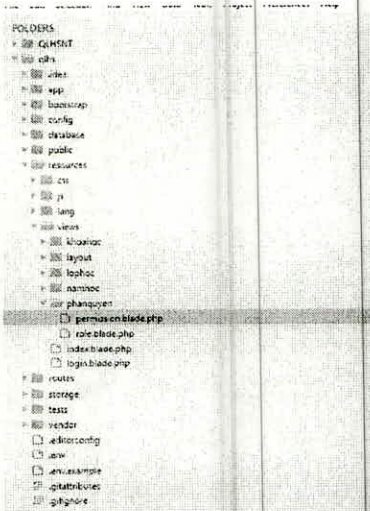 FOLDERS
QLHSNT
.idea
app
bootstrap
config
database
public
resources
css
js
lang
views
khoahoc
layout
lophoc
namhoc
phanquyen
permission.blade.php
role.blade.php
index.blade.php
login.blade.php
routes
storage
tests
vendor
.editorconfig
.env
.env.example
.gitattributes
.gitignore